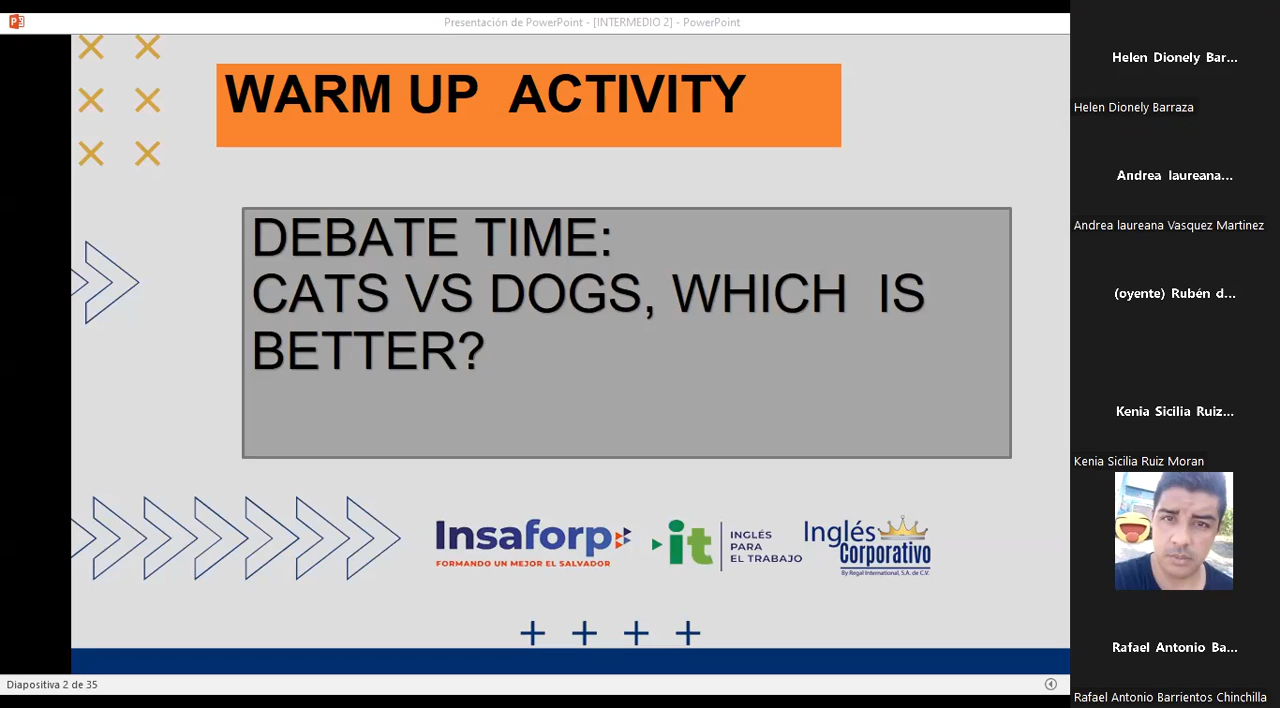 Presentación de PowerPoint - [INTERMEDIO 2] - PowerPoint
WARM UP  ACTIVITY
DEBATE TIME:
CATS VS DOGS, WHICH  IS
BETTER?
Insaforp
FORMANDO UN MEJOR EL SALVADOR
it
INGLÉS
PARA
EL TRABAJO
Inglés
Corporativo
By Regal International, S.A. de C.V.
Diapositiva 2 de 35
Helen Dionely Bar...
Helen Dionely Barraza
Andrea laureana...
Andrea laureana Vasquez Martinez
(oyente) Rubén d...
Kenia Sicilia Ruiz...
Kenia Sicilia Ruiz Moran
Rafael Antonio Ba...
Rafael Antonio Barrientos Chinchilla